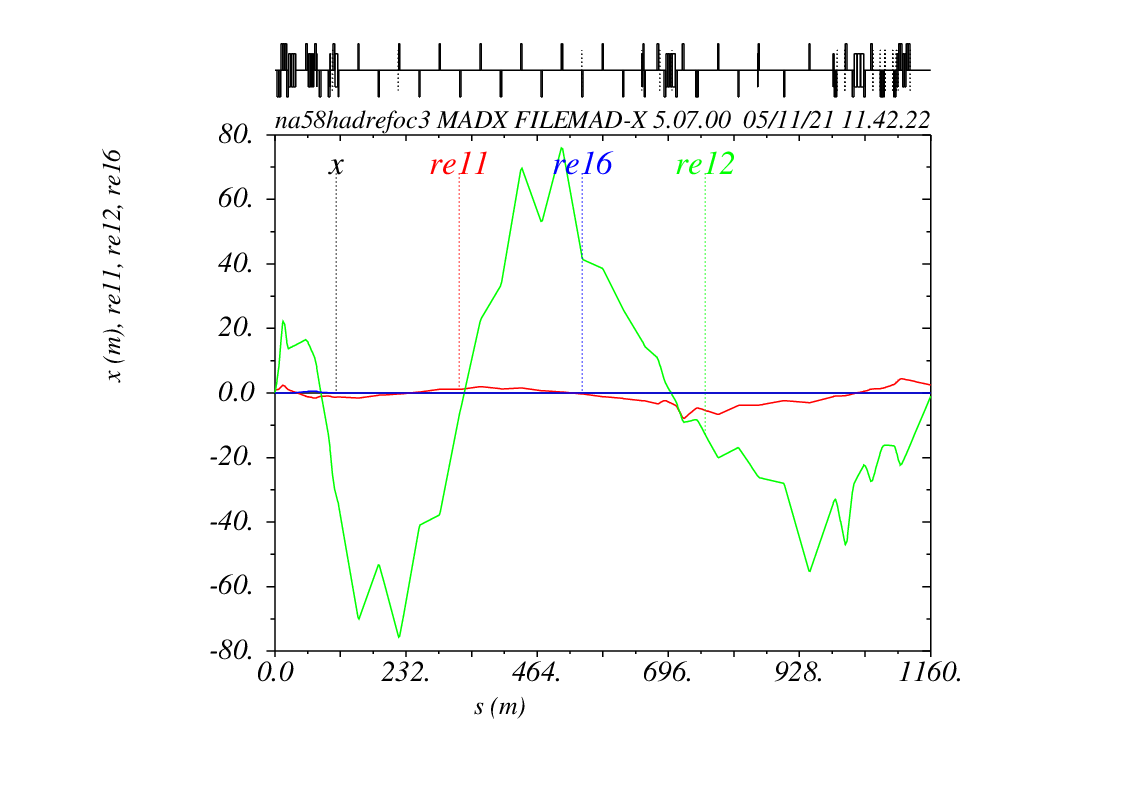 na58hadrefoc3 MADX FILEMAD-X 5.07.00 05/11/21 11.42.22
80.
x re11 re16 re12
60.
40.
20.
0.0
-20.
-40.
-60.
-80.
x (m), re11, re12, re16
0.0 232. 464. 696. 928. 1160.
s (m)